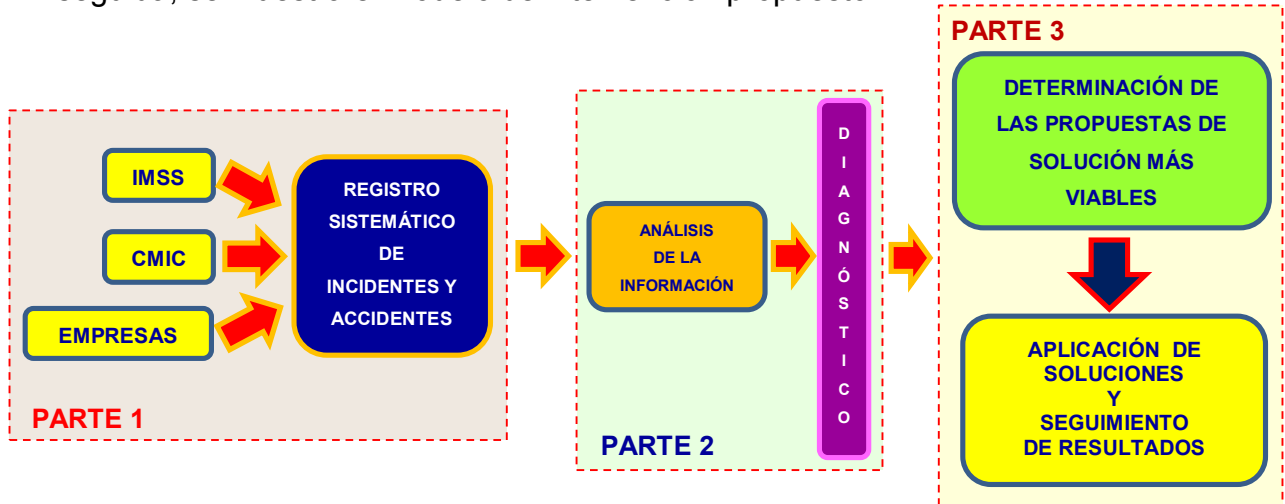 PARTE 1
IMSS
CMIC
EMPRESAS
REGISTRO
SISTEMÁTICO
DE
INCIDENTES Y
ACCIDENTES
PARTE 2
ANÁLISIS
DE LA
INFORMACIÓN
D
I
A
G
N
Ó
S
T
I
C
O
PARTE 3
DETERMINACIÓN DE
LAS PROPUESTAS DE
SOLUCIÓN MÁS
VIABLES
APLICACIÓN DE
SOLUCIONES
Y
SEGUIMIENTO
DE RESULTADOS